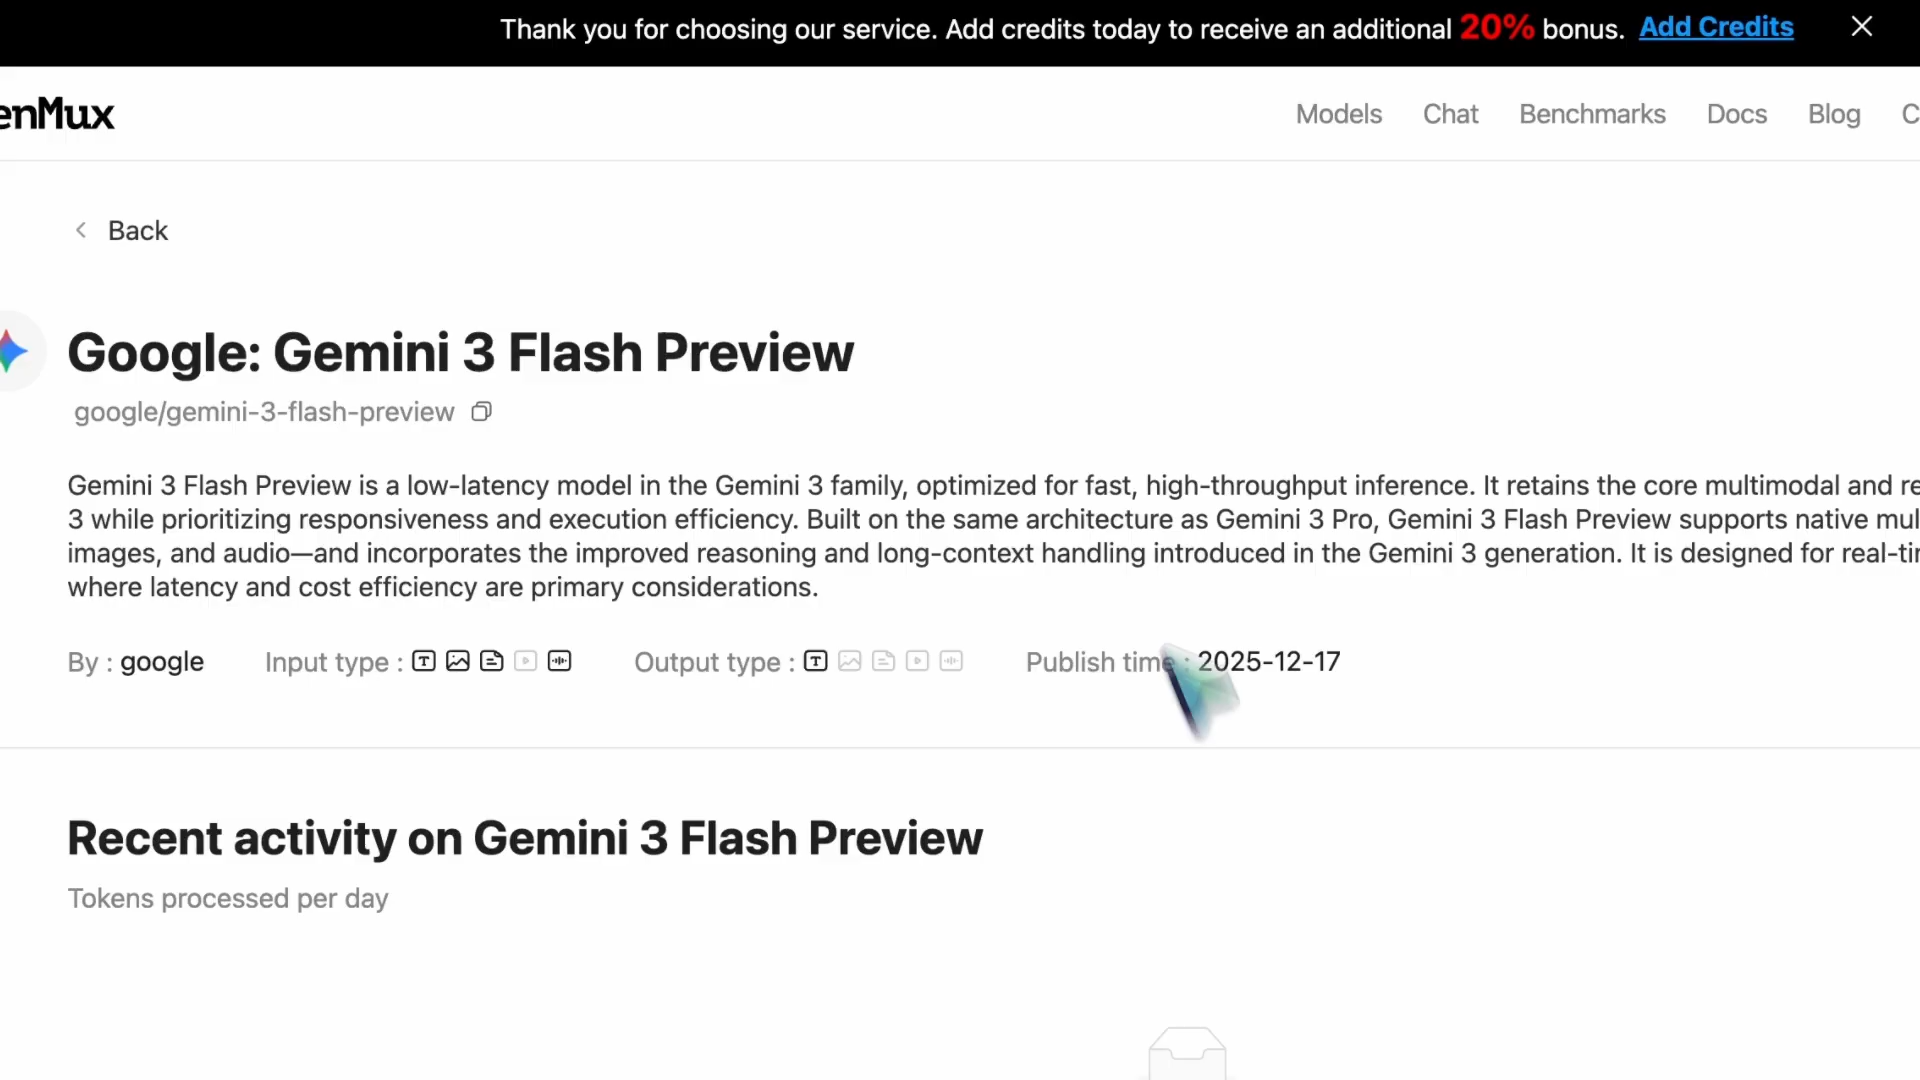 Thank you for choosing our service. Add credits today to receive an additional 20% bonus. Add Credits
enMux
Models Chat Benchmarks Docs Blog C
Back
Google: Gemini 3 Flash Preview
google/gemini-3-flash-preview
Gemini 3 Flash Preview is a low-latency model in the Gemini 3 family, optimized for fast, high-throughput inference. It retains the core multimodal and re
3 while prioritizing responsiveness and execution efficiency. Built on the same architecture as Gemini 3 Pro, Gemini 3 Flash Preview supports native mul
images, and audio—and incorporates the improved reasoning and long-context handling introduced in the Gemini 3 generation. It is designed for real-tir
where latency and cost efficiency are primary considerations.
By : google Input type : Output type : Publish time : 2025-12-17
Recent activity on Gemini 3 Flash Preview
Tokens processed per day